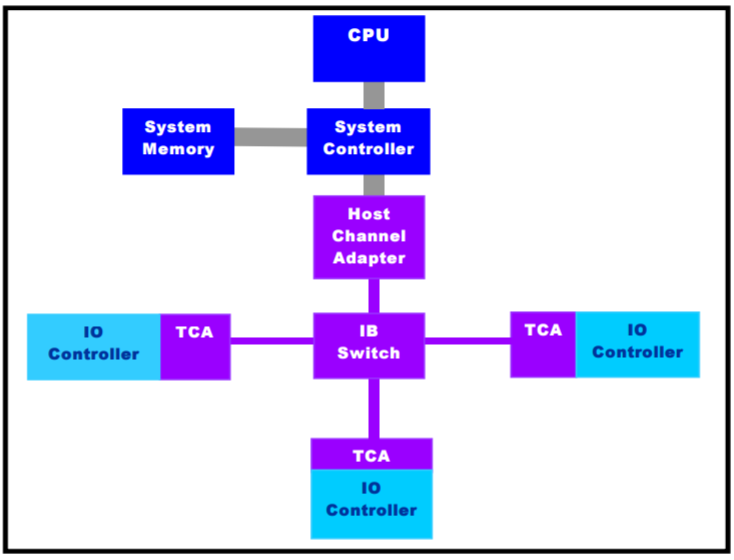 CPU
System
Memory
System
Controller
Host
Channel
Adapter
IO
Controller
TCA
IB
Switch
TCA
IO
Controller
TCA
IO
Controller